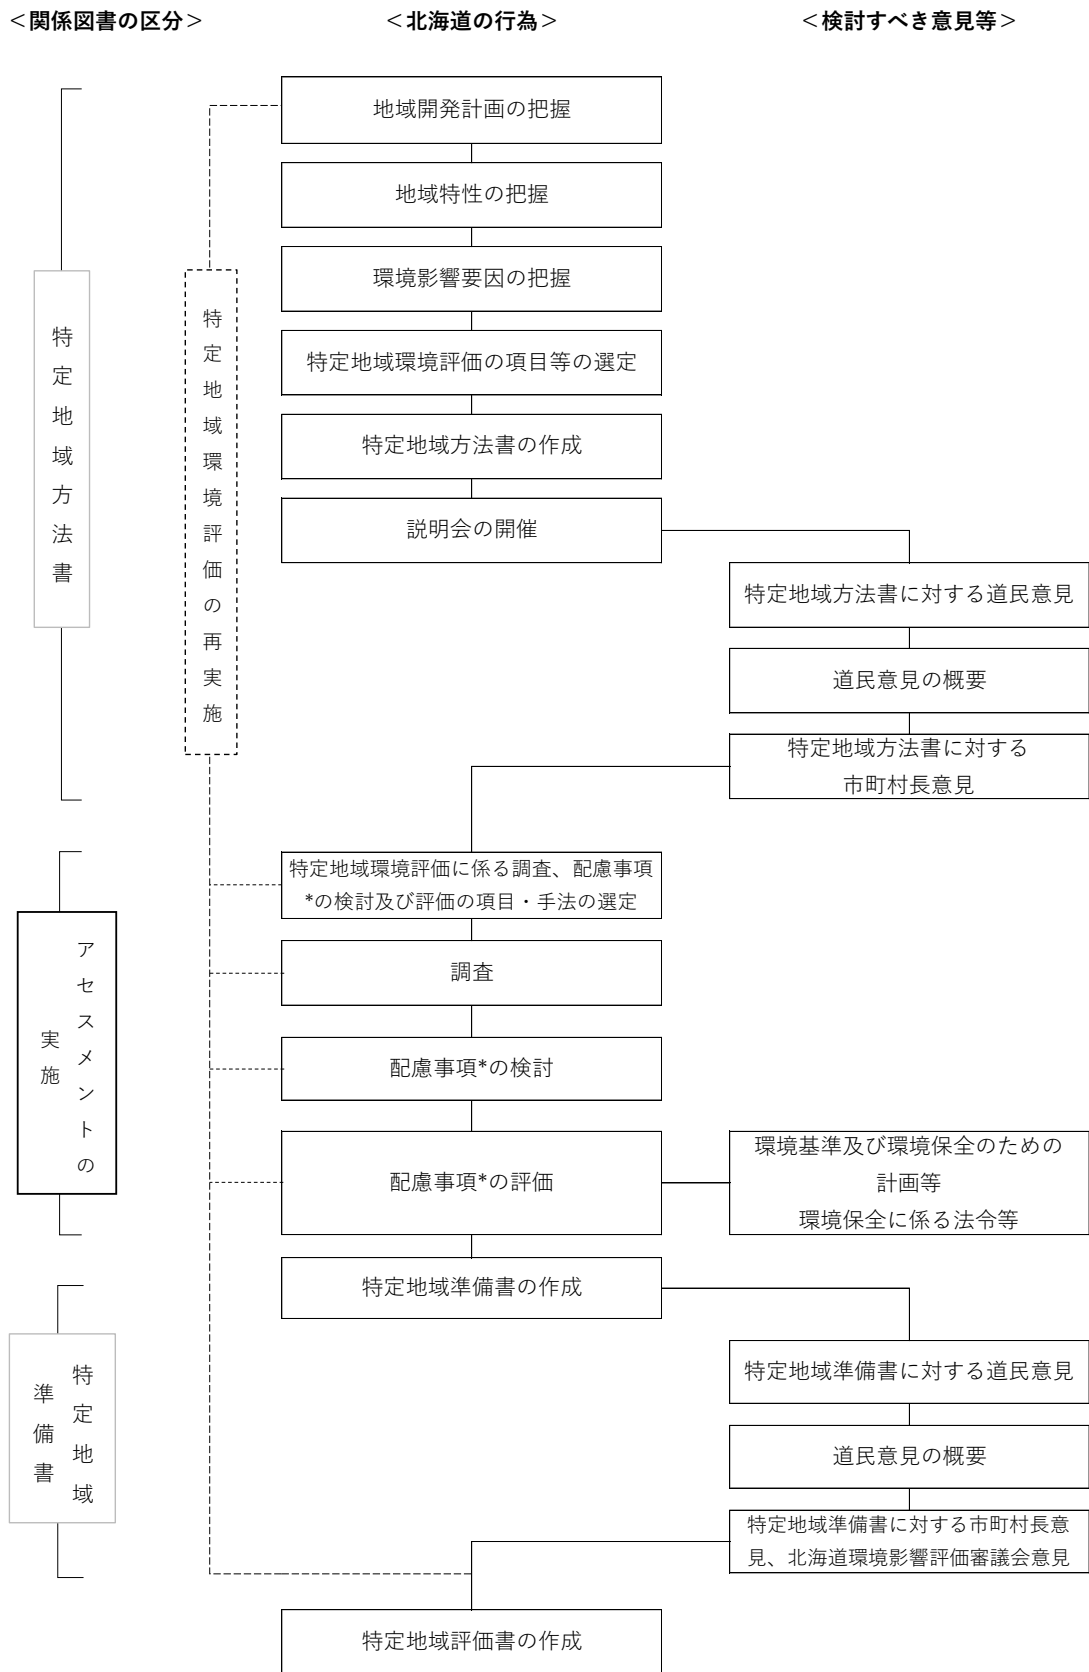 ＜関係図書の区分＞
＜北海道の行為＞
＜検討すべき意見等＞
地域開発計画の把握
地域特性の把握
環境影響要因の把握
特定地域環境評価の項目等の選定
特定地域方法書の作成
説明会の開催
特定地域方法書
特定地域環境評価の再実施
特定地域方法書に対する道民意見
道民意見の概要
特定地域方法書に対する
市町村長意見
特定地域環境評価に係る調査、配慮事項
*の検討及び評価の項目・手法の選定
調査
配慮事項*の検討
配慮事項*の評価
アセスメントの
実施
環境基準及び環境保全のための
計画等
環境保全に係る法令等
特定地域準備書の作成
特定地域
準備書
特定地域準備書に対する道民意見
道民意見の概要
特定地域準備書に対する市町村長意
見、北海道環境影響評価審議会意見
特定地域評価書の作成